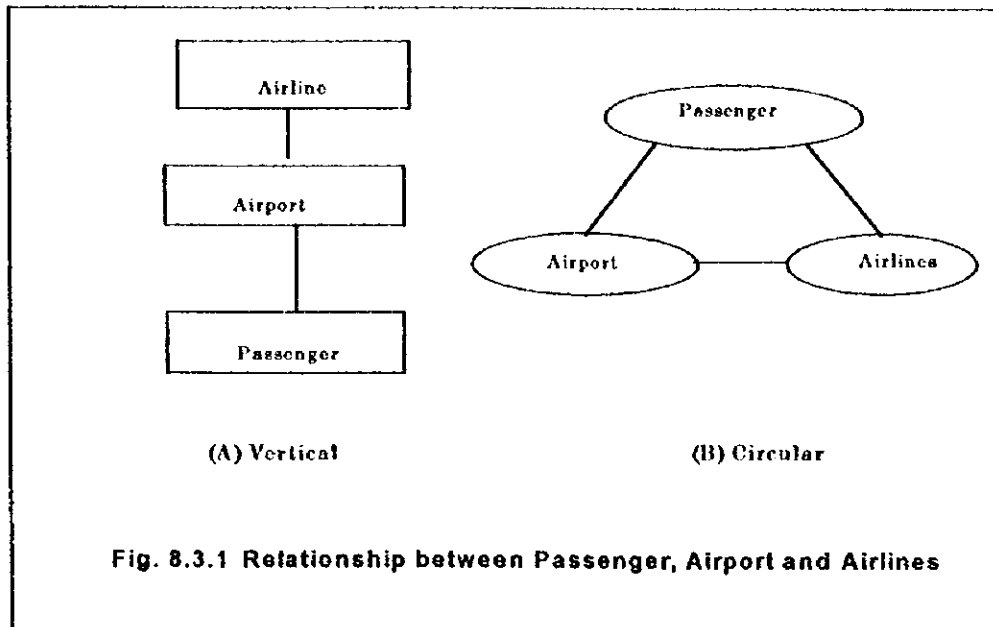 Airline
Airport
Passenger
(A) Vertical
Passenger
Airport
Airlines
(B) Circular
Fig. 8.3.1 Relationship between Passenger, Airport and Airlines